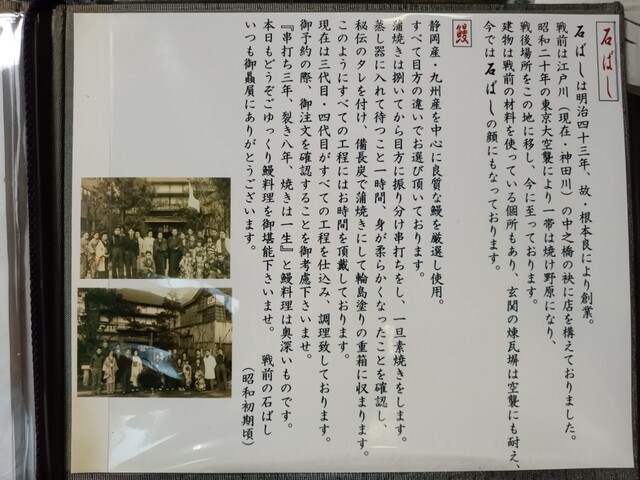 石ばし
石ばしは明治四十三年、故・根本良により創業。
戦前は江戸川（現在・神田川）の中之橋の袂に店を構えておりました。
昭和二十年の東京大空襲により一帯は焼け野原になり、
戦後場所をこの地に移し、今に至っております。
建物は戦前の材料を使っている個所もあり、玄関の煉瓦塀は空襲にも耐え、
今では石ばしの顔にもなっております。
鰻
静岡産・九州産を中心に良質な鰻を厳選し使用。
すべて目方の違いでお選び頂いております。
蒲焼きは捌いてから目方に振り分け串打ちをし、一旦素焼きをします。
蒸し器に入れて待つこと一時間、身が柔らかくなったことを確認し、
秘伝のタレを付け、備長炭で蒲焼きにして輪島塗りの重箱に収まります。
このようにすべての工程にはお時間を頂戴しております。
現在は三代目・四代目がすべての工程を仕込み、調理致しております。
御予約の際、御注文を確認することを御考慮下さいませ。
『串打ち三年、裂き八年、焼きは一生』と鰻料理は奥深いものです。
本日もどうぞごゆっくり鰻料理を御堪能下さいませ。
いつも御贔屓にありがとうございます。
戦前の石ばし
（昭和初期頃）